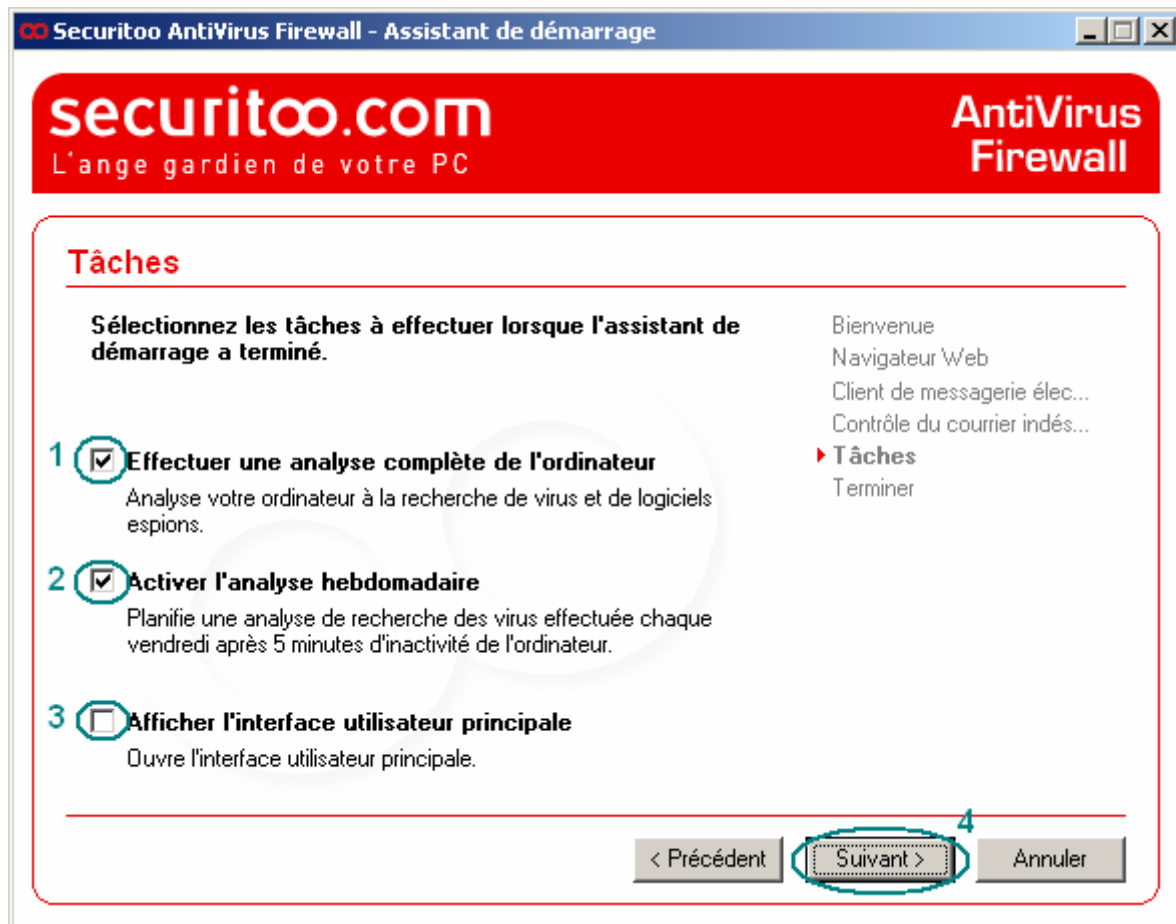 Securitoo AntiVirus Firewall - Assistant de démarrage
securitoo.com
L'ange gardien de votre PC
AntiVirus
Firewall
Tâches
Sélectionnez les tâches à effectuer lorsque l'assistant de
démarrage a terminé.
1 Effectuer une analyse complète de l'ordinateur
Analyse votre ordinateur à la recherche de virus et de logiciels
espions.
2 Activer l'analyse hebdomadaire
Planifie une analyse de recherche des virus effectuée chaque
vendredi après 5 minutes d'inactivité de l'ordinateur.
3 Afficher l'interface utilisateur principale
Ouvre l'interface utilisateur principale.
Bienvenue
Navigateur Web
Client de messagerie élec...
Contrôle du courrier indés...
Tâches
Terminer
4
< Précédent
Suivant >
Annuler